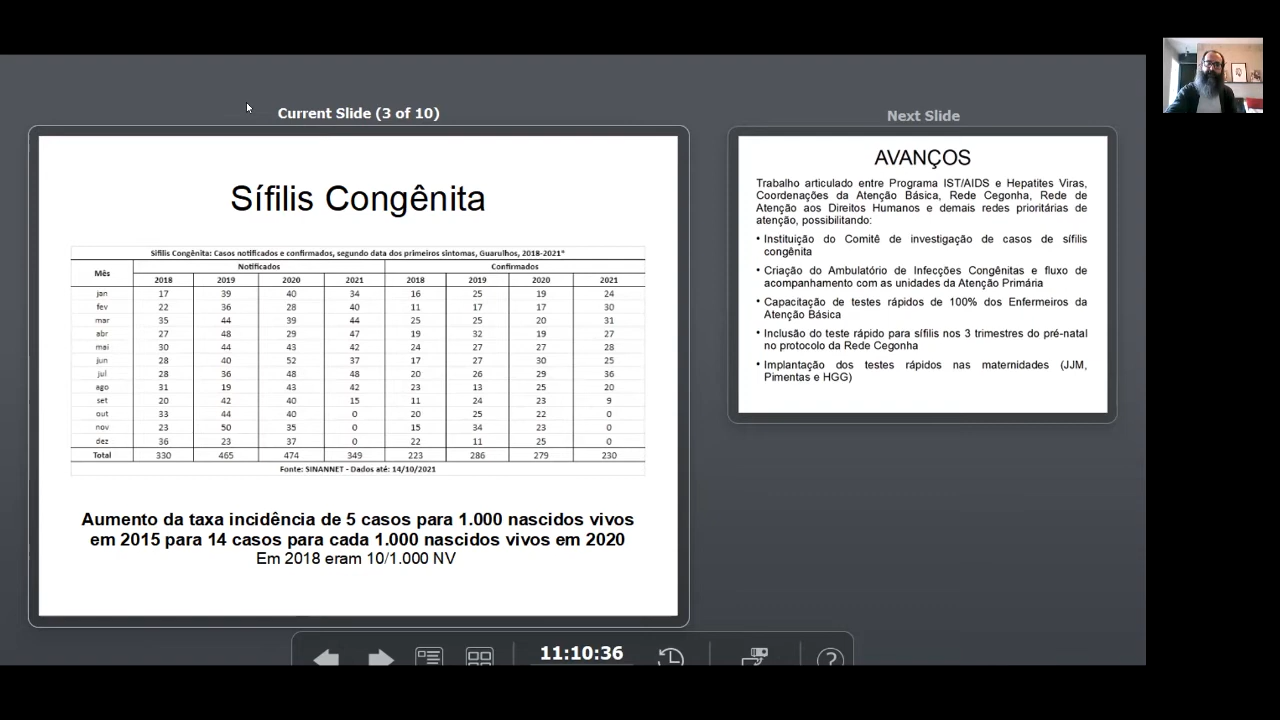 Current Slide (3 of 10)
Sífilis Congênita
Sífilis Congênita: Casos notificados e confirmados, segundo data dos primeiros sintomas, Guarulhos, 2018-2021*
Mês Notificados Confirmados
2018 2019 2020 2021 2018 2019 2020 2021
jan 17 39 40 34 16 25 19 24
fev 22 36 28 40 11 17 17 30
mar 35 44 39 44 25 25 20 31
abr 27 48 29 47 19 32 19 27
mai 30 44 43 42 24 27 27 28
jun 28 40 52 37 17 27 30 25
jul 28 36 48 48 20 26 29 36
ago 31 19 43 42 23 13 25 20
set 20 42 40 15 11 24 23 9
out 33 44 40 0 20 25 22 0
nov 23 50 35 0 15 34 23 0
dez 36 23 37 0 22 11 25 0
Total 330 465 474 349 223 286 279 230
Fonte: SINANNET - Dados até: 14/10/2021
Aumento da taxa incidência de 5 casos para 1.000 nascidos vivos
em 2015 para 14 casos para cada 1.000 nascidos vivos em 2020
Em 2018 eram 10/1.000 NV
Next Slide
AVANÇOS
Trabalho articulado entre Programa IST/AIDS e Hepatites Viras,
Coordenações da Atenção Básica, Rede Cegonha, Rede de
Atenção aos Direitos Humanos e demais redes prioritárias de
atenção, possibilitando:
• Instituição do Comitê de investigação de casos de sífilis
congênita
• Criação do Ambulatório de Infecções Congênitas e fluxo de
acompanhamento com as unidades da Atenção Primária
• Capacitação de testes rápidos de 100% dos Enfermeiros da
Atenção Básica
• Inclusão do teste rápido para sífilis nos 3 trimestres do pré-natal
no protocolo da Rede Cegonha
• Implantação dos testes rápidos nas maternidades (JJM,
Pimentas e HGG)
11:10:36
?